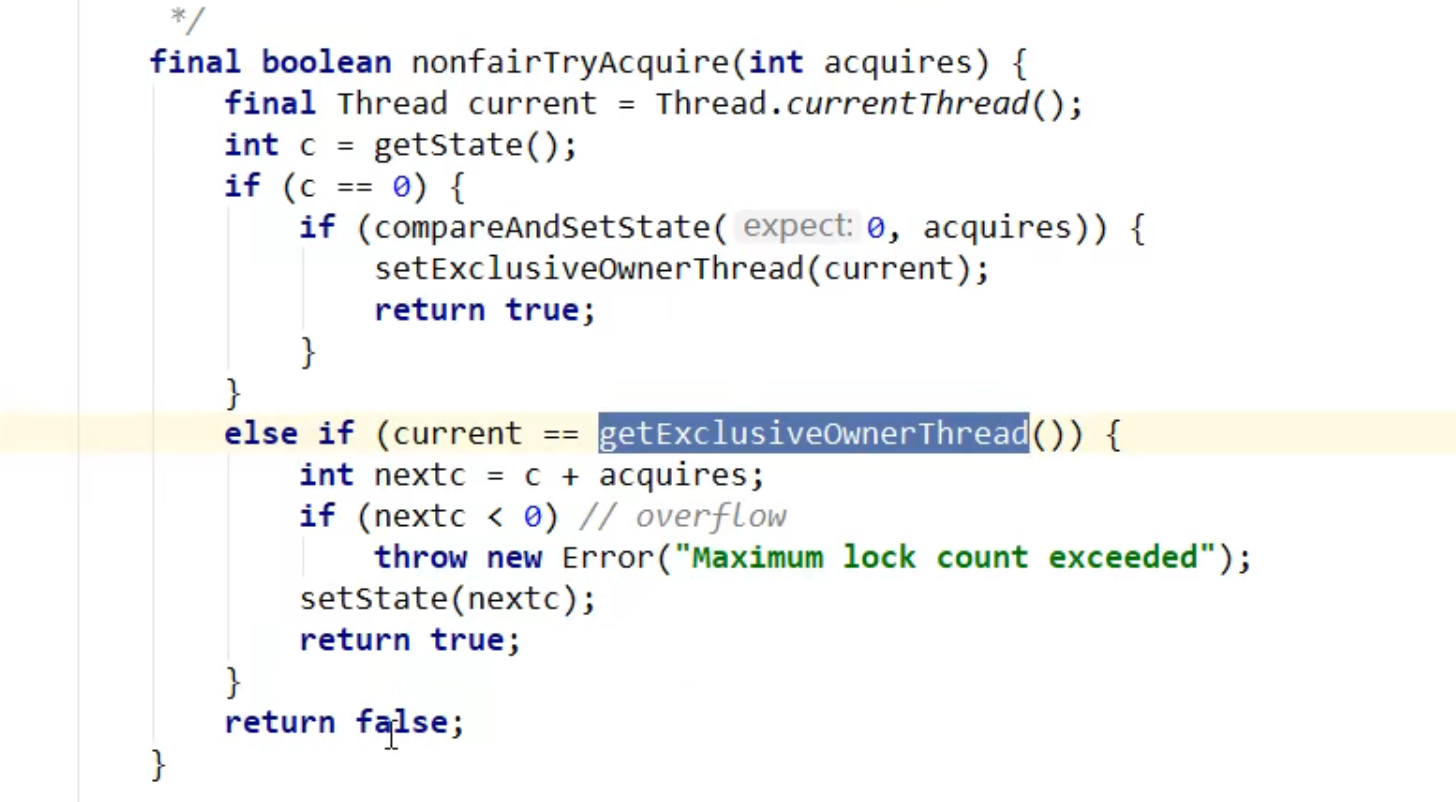 */
final boolean nonfairTryAcquire(int acquires) {
final Thread current = Thread.currentThread();
int c = getState();
if (c == 0) {
if (compareAndSetState( expect: 0, acquires)) {
setExclusiveOwnerThread(current);
return true;
}
}
else if (current == getExclusiveOwnerThread()) {
int nextc = c + acquires;
if (nextc < 0) // overflow
throw new Error("Maximum lock count exceeded");
setState(nextc);
return true;
}
return false;
}